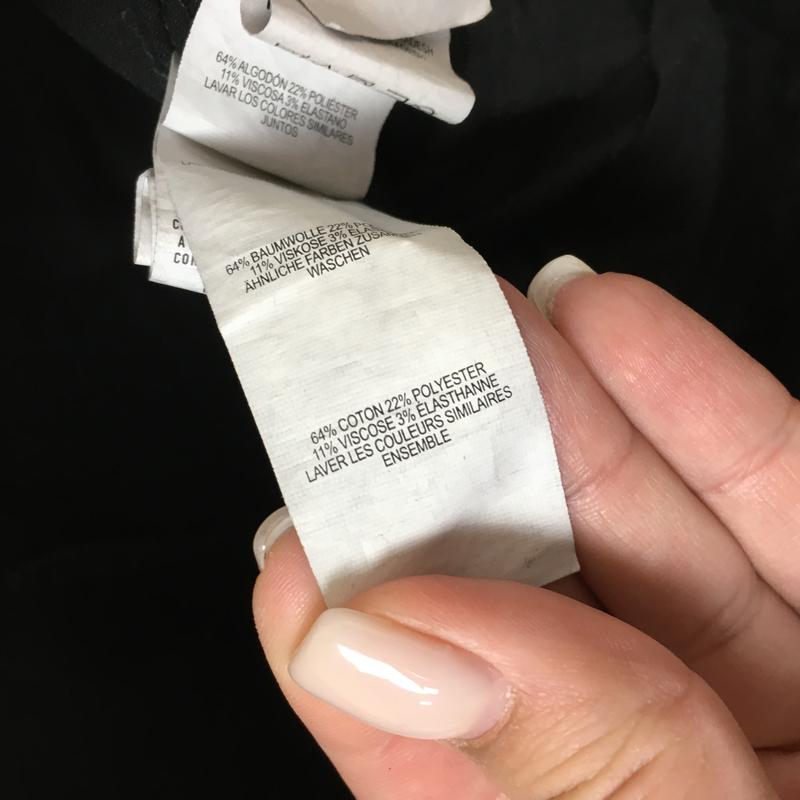 64% ALGODÓN 22% POLIÉSTER
11% VISCOSA 3% ELASTANO
LAVAR LOS COLORES SIMILARES
JUNTOS
64% BAUMWOLLE 22%
11% VISKOSE 3%
ÄHNLICHE FARBEN
WASCHEN
64% COTON 22% POLYESTER
11% VISCOSE 3% ÉLASTHANNE
LAVER LES COULEURS SIMILAIRES
ENSEMBLE